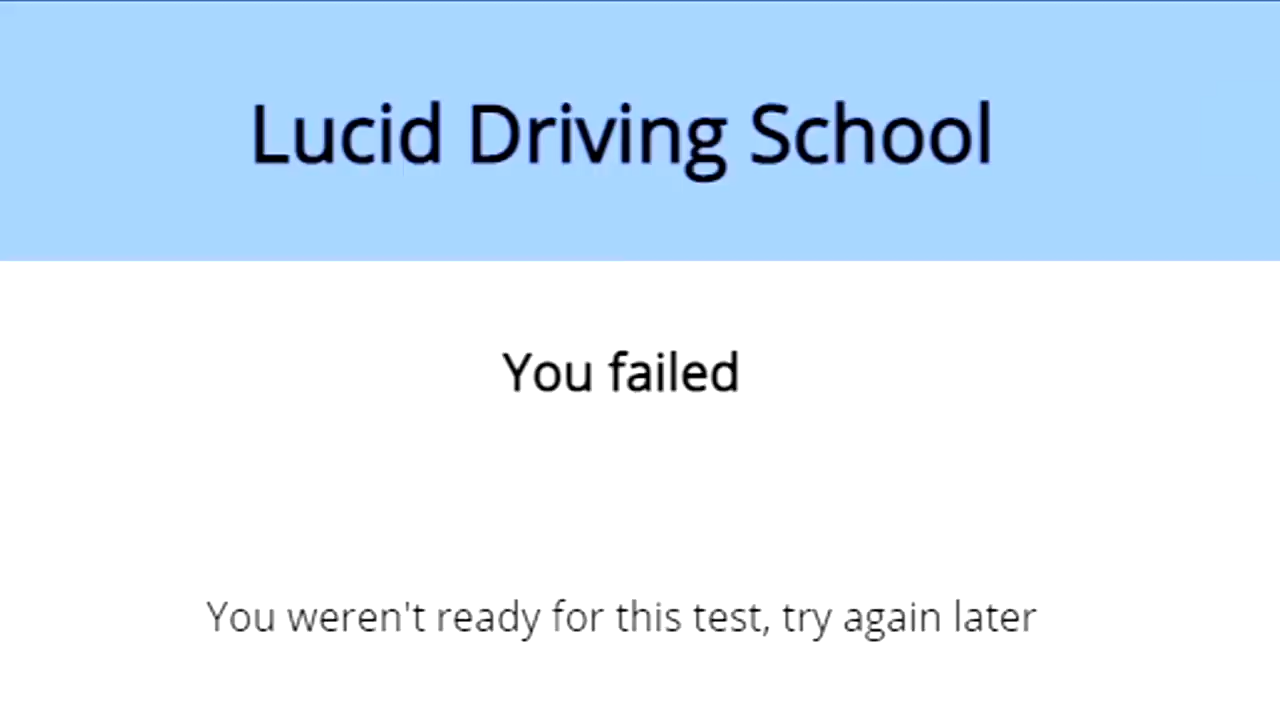 Lucid Driving School
You failed
You weren't ready for this test, try again later